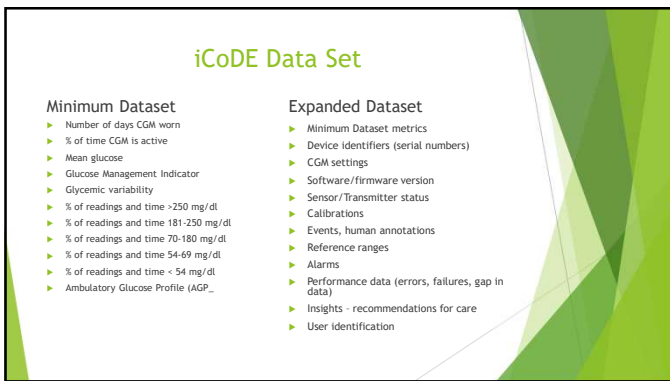 iCoDE Data Set
Minimum Dataset
Number of days CGM worn
% of time CGM is active
Mean glucose
Glucose Management Indicator
Glycemic variability
% of readings and time >250 mg/dl
% of readings and time 181-250 mg/dl
% of readings and time 70-180 mg/dl
% of readings and time 54-69 mg/dl
% of readings and time < 54 mg/dl
Ambulatory Glucose Profile (AGP_
Expanded Dataset
Minimum Dataset metrics
Device identifiers (serial numbers)
CGM settings
Software/firmware version
Sensor/Transmitter status
Calibrations
Events, human annotations
Reference ranges
Alarms
Performance data (errors, failures, gap in
data)
Insights – recommendations for care
User identification